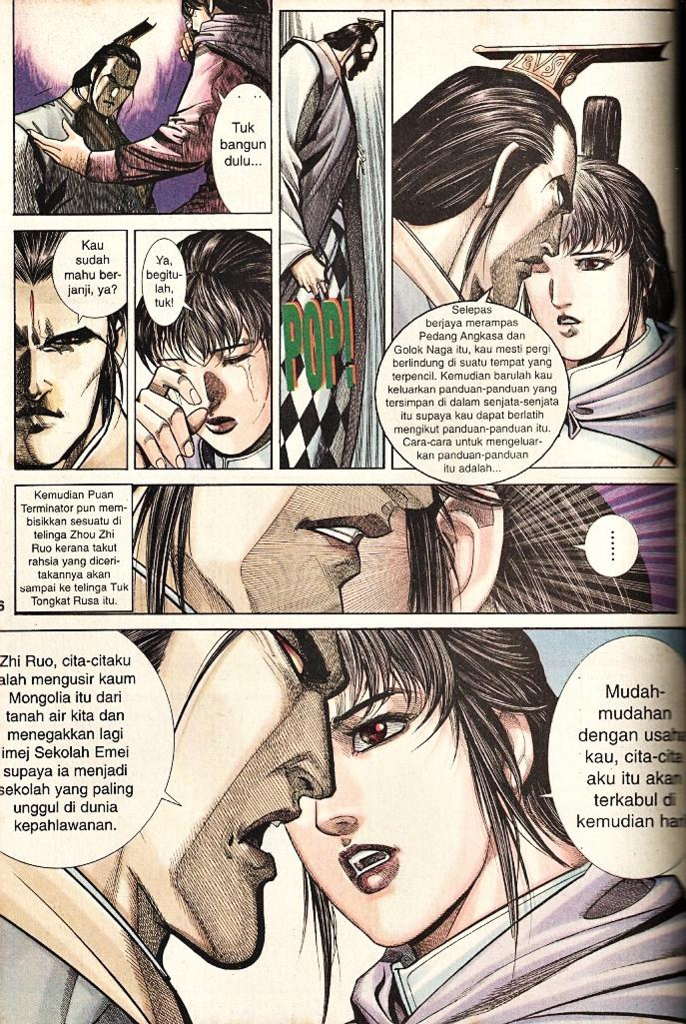 Tuk
bangun
dulu...
Kau
sudah
mahu ber-
janji, ya?
Ya,
begitu-
lah,
tuk!
POP!
Selepas
berjaya merampas
Pedang Angkasa dan
Golok Naga itu, kau mesti pergi
berlindung di suatu tempat yang
terpencil. Kemudian barulah kau
keluarkan panduan-panduan yang
tersimpan di dalam senjata-senjata
itu supaya kau dapat berlatih
mengikut panduan-panduan itu.
Cara-cara untuk mengeluar-
kan panduan-panduan
itu adalah...
Kemudian Puan
Terminator pun mem-
bisikkan sesuatu di
telinga Zhou Zhi
Ruo kerana takut
rahsia yang diceri-
takannya akan
sampai ke telinga Tuk
Tongkat Rusa itu.
......
6
Zhi Ruo, cita-citaku
alah mengusir kaum
Mongolia itu dari
tanah air kita dan
menegakkan lagi
imej Sekolah Emei
supaya ia menjadi
sekolah yang paling
unggul di dunia
kepahlawanan.
Mudah-
mudahan
dengan usaha
kau, cita-cita
aku itu akan
terkabul di
kemudian hari